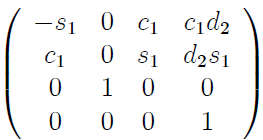 -s₁ 0 c₁ c₁d₂
c₁ 0 s₁ d₂s₁
0 1 0 0
0 0 0 1